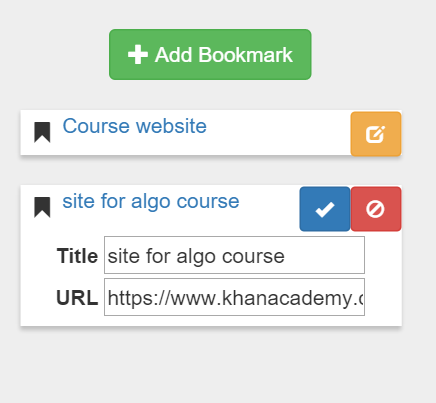 Add Bookmark
Course website
site for algo course
Title site for algo course
URL https://www.khanacademy.